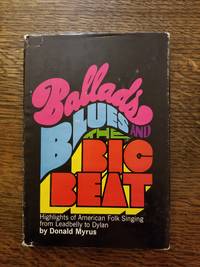 Ballads
BLUES AND
THE
BIG
BEAT
Highlights of American Folk Singing
from Leadbelly to Dylan
by Donald Myrus